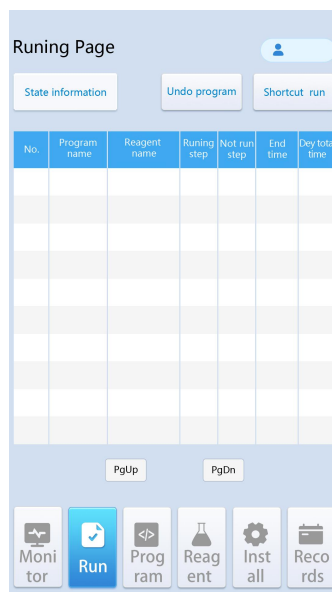 Runing Page
State information
Undo program
Shortcut run
No.
Program
name
Reagent
name
Runing
step
Not run
step
End
time
Dey tota
time
PgUp
PgDn
Moni
tor
Run
Prog
ram
Reag
ent
Inst
all
Reco
rds